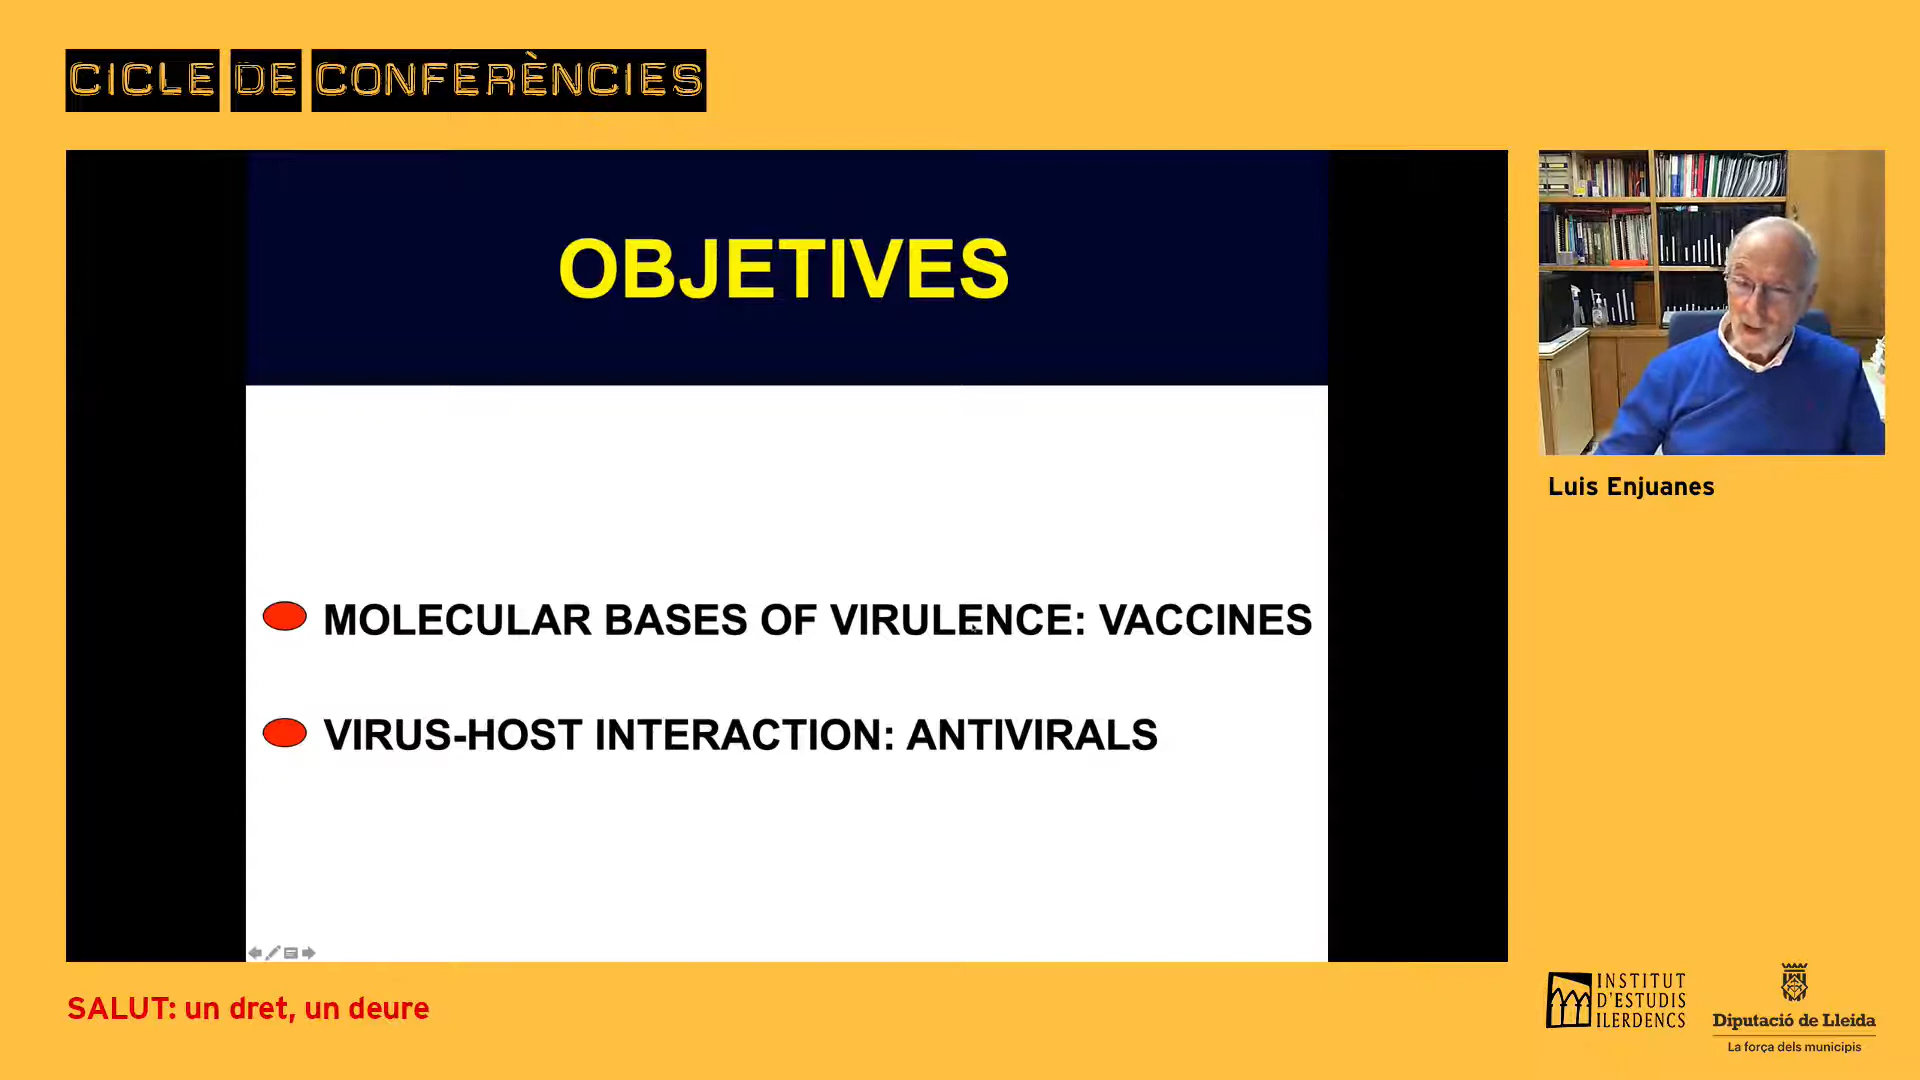 CICLE DE CONFERÈNCIES
OBJETIVES
MOLECULAR BASES OF VIRULENCE: VACCINES
VIRUS-HOST INTERACTION: ANTIVIRALS
Luis Enjuanes
SALUT: un dret, un deure
INSTITUT
D'ESTUDIS
ILERDENCS
Diputació de Lleida
La força dels municipis